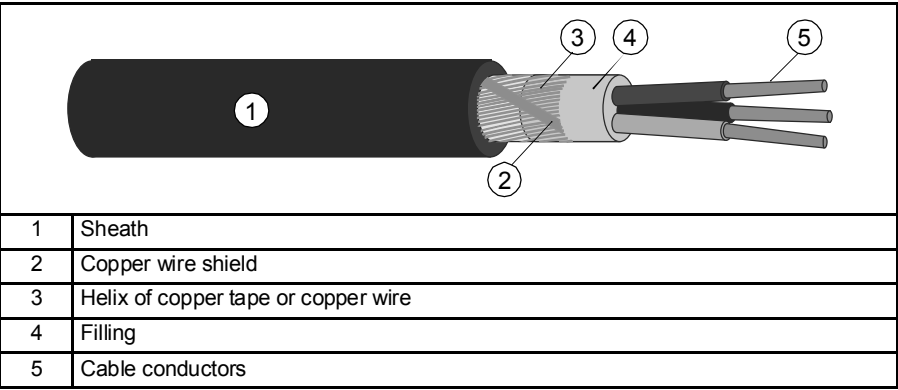 3 4 5
1
2
1 Sheath
2 Copper wire shield
3 Helix of copper tape or copper wire
4 Filling
5 Cable conductors